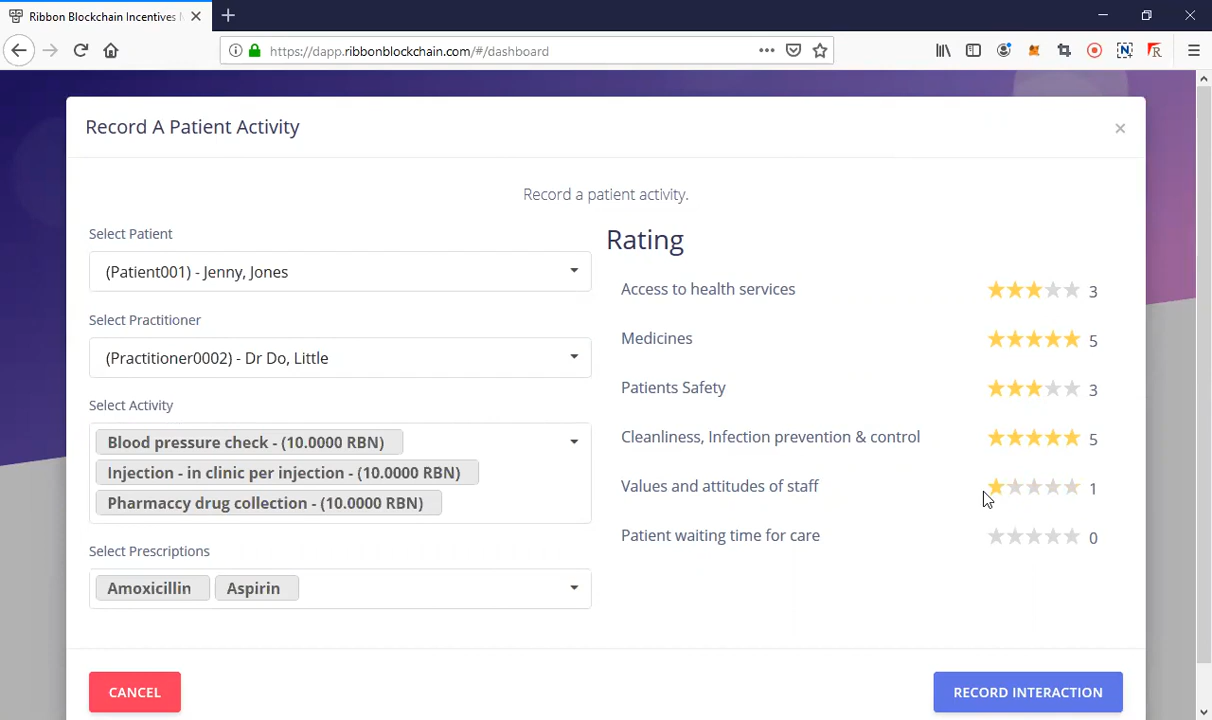 Ribbon Blockchain Incentives
https://dapp.ribbonblockchain.com/#/dashboard
Record A Patient Activity
Record a patient activity.
Select Patient
(Patient001) - Jenny, Jones
Select Practitioner
(Practitioner0002) - Dr Do, Little
Select Activity
Blood pressure check - (10.0000 RBN)
Injection - in clinic per injection - (10.0000 RBN)
Pharmaccy drug collection - (10.0000 RBN)
Select Prescriptions
Amoxicillin Aspirin
Rating
Access to health services 3
Medicines 5
Patients Safety 3
Cleanliness, Infection prevention & control 5
Values and attitudes of staff 1
Patient waiting time for care 0
CANCEL
RECORD INTERACTION